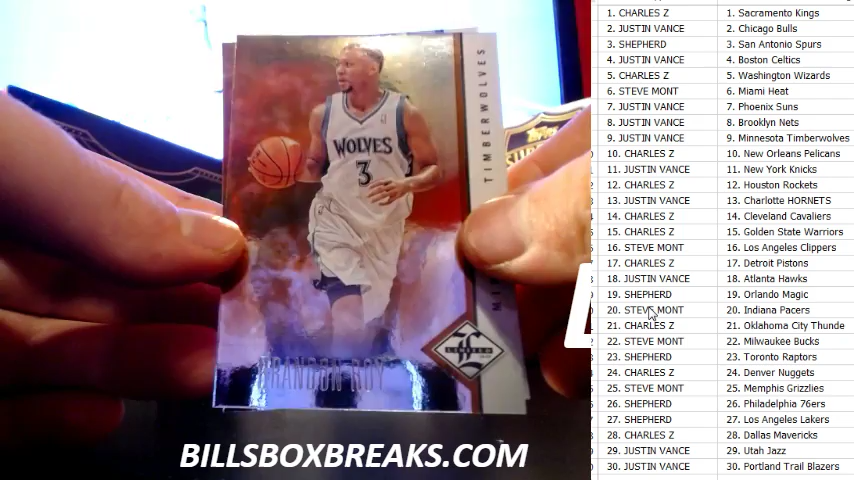 TIMBERWOLVES
WOLVES
3
LIMITED
BRANDON ROY
BILLSBOXBREAKS.COM
1. CHARLES Z 1. Sacramento Kings
2. JUSTIN VANCE 2. Chicago Bulls
3. SHEPHERD 3. San Antonio Spurs
4. JUSTIN VANCE 4. Boston Celtics
5. CHARLES Z 5. Washington Wizards
6. STEVE MONT 6. Miami Heat
7. JUSTIN VANCE 7. Phoenix Suns
8. JUSTIN VANCE 8. Brooklyn Nets
9. JUSTIN VANCE 9. Minnesota Timberwolves
10. CHARLES Z 10. New Orleans Pelicans
11. JUSTIN VANCE 11. New York Knicks
12. CHARLES Z 12. Houston Rockets
13. JUSTIN VANCE 13. Charlotte HORNETS
14. CHARLES Z 14. Cleveland Cavaliers
15. CHARLES Z 15. Golden State Warriors
16. STEVE MONT 16. Los Angeles Clippers
17. CHARLES Z 17. Detroit Pistons
18. JUSTIN VANCE 18. Atlanta Hawks
19. SHEPHERD 19. Orlando Magic
20. STEVE MONT 20. Indiana Pacers
21. CHARLES Z 21. Oklahoma City Thunde
22. STEVE MONT 22. Milwaukee Bucks
23. SHEPHERD 23. Toronto Raptors
24. CHARLES Z 24. Denver Nuggets
25. STEVE MONT 25. Memphis Grizzlies
26. SHEPHERD 26. Philadelphia 76ers
27. SHEPHERD 27. Los Angeles Lakers
28. CHARLES Z 28. Dallas Mavericks
29. JUSTIN VANCE 29. Utah Jazz
30. JUSTIN VANCE 30. Portland Trail Blazers